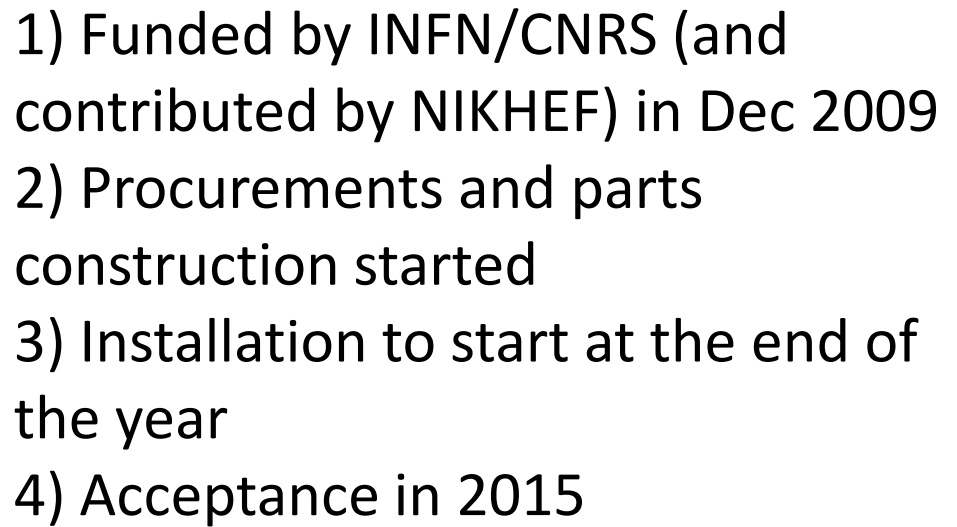 1) Funded by INFN/CNRS (and
contributed by NIKHEF) in Dec 2009
2) Procurements and parts
construction started
3) Installation to start at the end of
the year
4) Acceptance in 2015